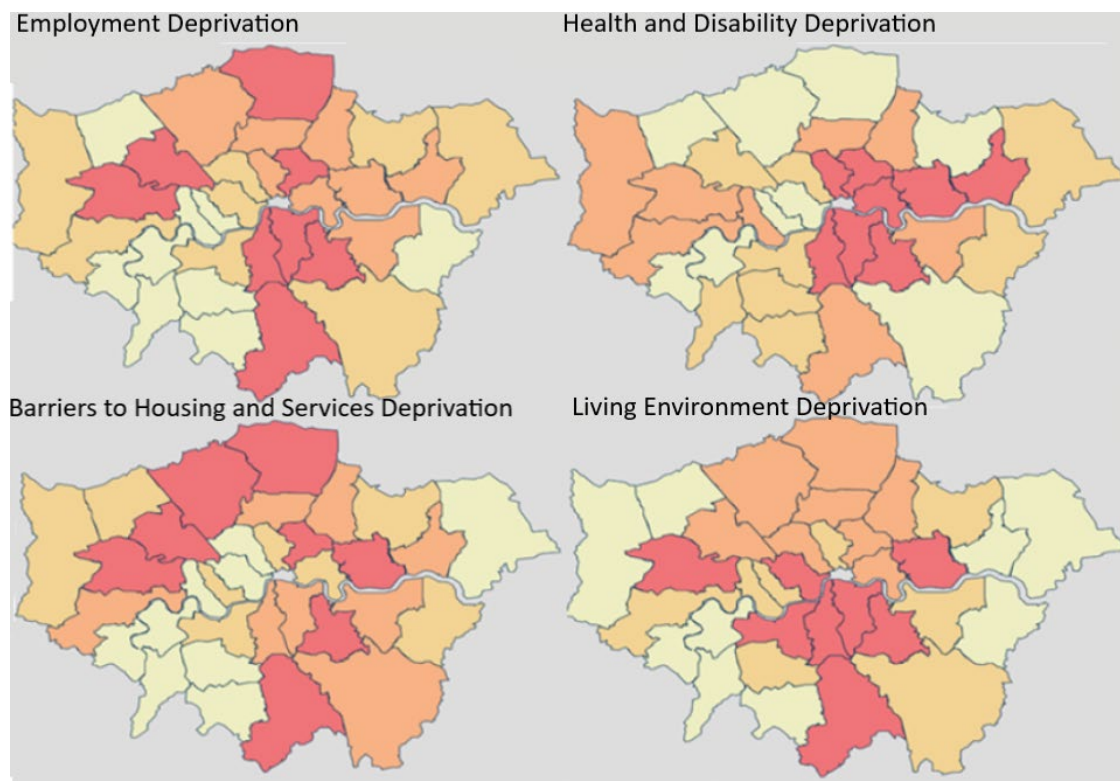 Employment Deprivation
Health and Disability Deprivation
Barriers to Housing and Services Deprivation
Living Environment Deprivation